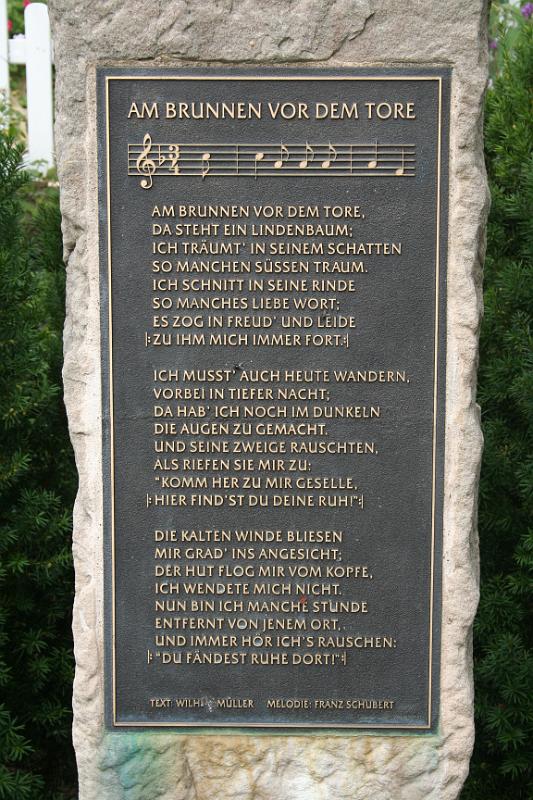 AM BRUNNEN VOR DEM TORE
3
4
AM BRUNNEN VOR DEM TORE,
DA STEHT EIN LINDENBAUM;
ICH TRÄUMT' IN SEINEM SCHATTEN
SO MANCHEN SÜSSEN TRAUM.
ICH SCHNITT IN SEINE RINDE
SO MANCHES LIEBE WORT;
ES ZOG IN FREUD' UND LEIDE
|:ZU IHM MICH IMMER FORT.:|
ICH MUSST' AUCH HEUTE WANDERN,
VORBEI IN TIEFER NACHT;
DA HAB' ICH NOCH IM DUNKELN
DIE AUGEN ZU GEMACHT.
UND SEINE ZWEIGE RAUSCHTEN,
ALS RIEFEN SIE MIR ZU:
"KOMM HER ZU MIR GESELLE,
|:HIER FIND'ST DU DEINE RUH!":|
DIE KALTEN WINDE BLIESEN
MIR GRAD' INS ANGESICHT;
DER HUT FLOG MIR VOM KOPFE,
ICH WENDETE MICH NICHT.
NUN BIN ICH MANCHE STUNDE
ENTFERNT VON JENEM ORT,
UND IMMER HÖR ICH'S RAUSCHEN:
|:"DU FÄNDEST RUHE DORT!":|
TEXT: MÜLLER MELODIE: FRANZ SCHUBERT